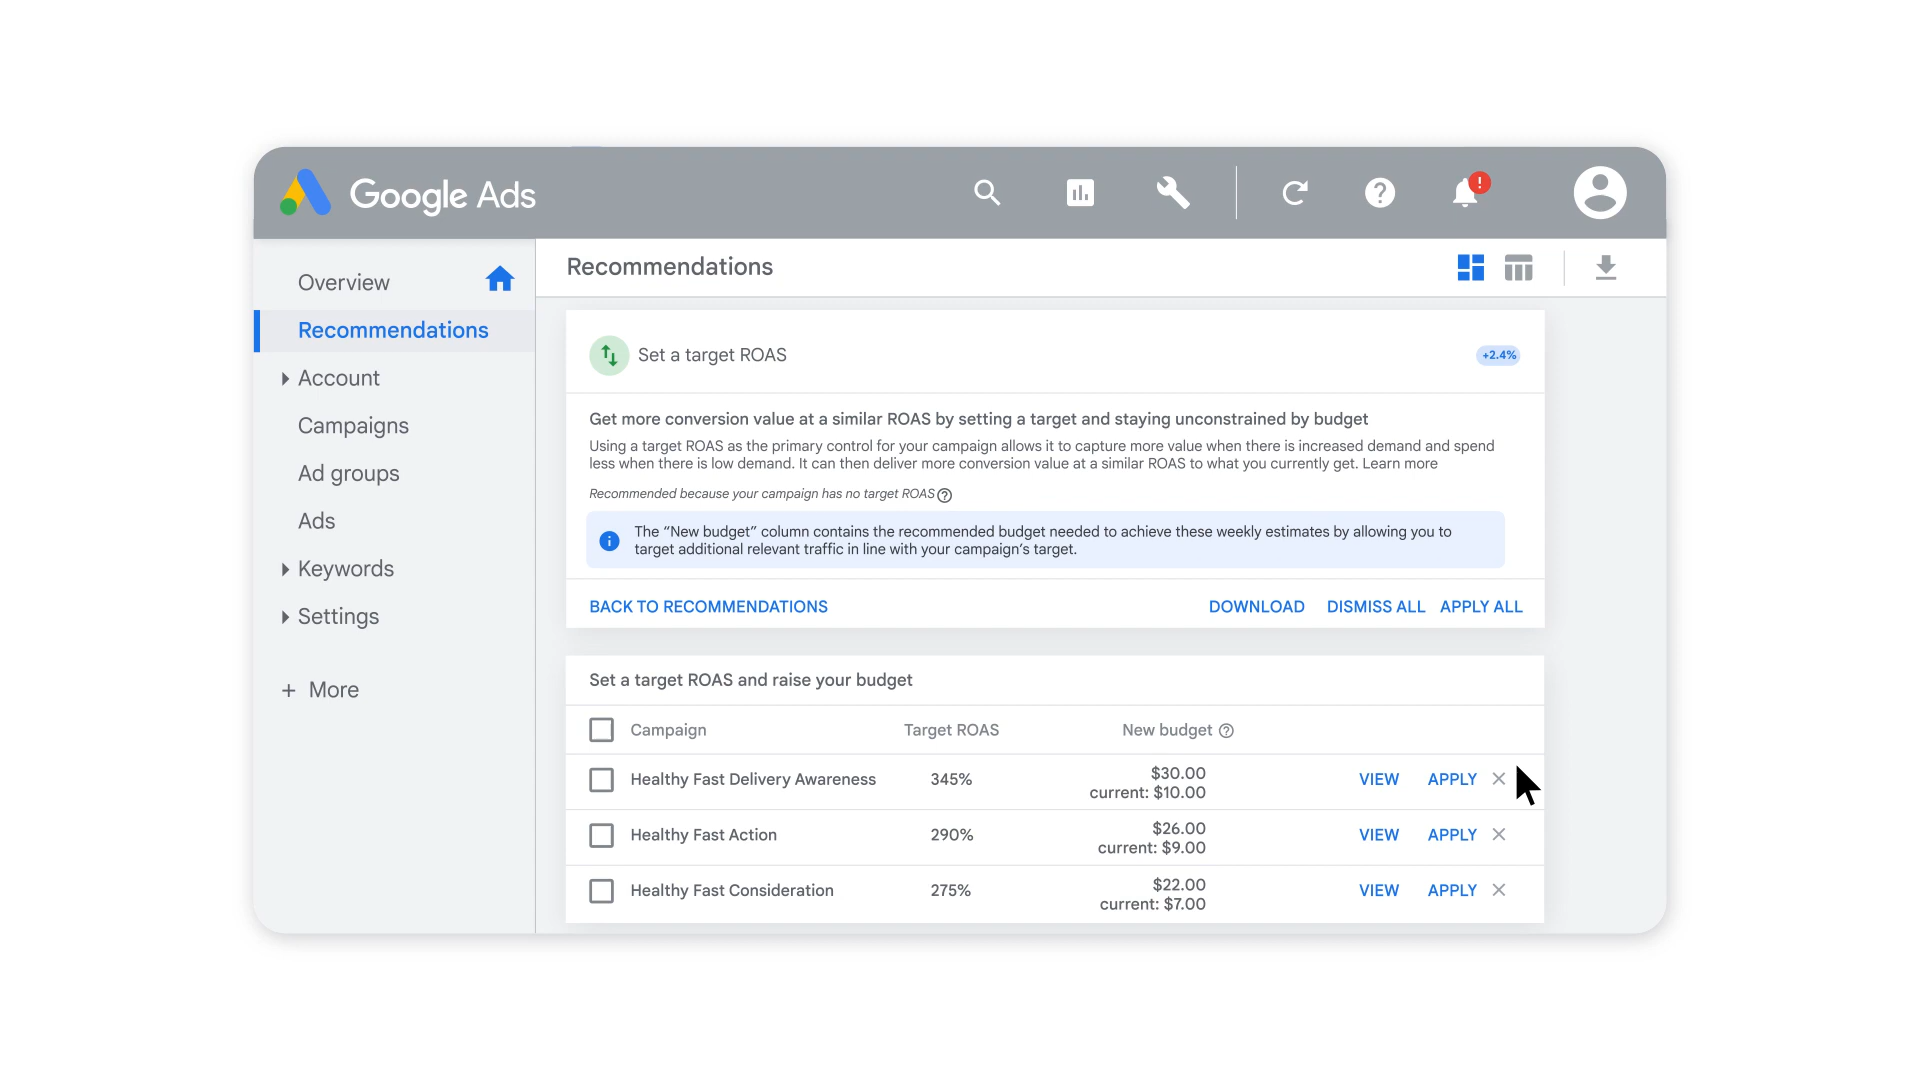 Google Ads
!
Overview
Recommendations
Account
Campaigns
Ad groups
Ads
Keywords
Settings
+ More
Recommendations
Set a target ROAS
+2.4%
Get more conversion value at a similar ROAS by setting a target and staying unconstrained by budget
Using a target ROAS as the primary control for your campaign allows it to capture more value when there is increased demand and spend
less when there is low demand. It can then deliver more conversion value at a similar ROAS to what you currently get. Learn more
Recommended because your campaign has no target ROAS
The “New budget” column contains the recommended budget needed to achieve these weekly estimates by allowing you to
target additional relevant traffic in line with your campaign’s target.
BACK TO RECOMMENDATIONS DOWNLOAD DISMISS ALL APPLY ALL
Set a target ROAS and raise your budget
Campaign Target ROAS New budget
Healthy Fast Delivery Awareness 345% $30.00 VIEW APPLY
current: $10.00
Healthy Fast Action 290% $26.00 VIEW APPLY
current: $9.00
Healthy Fast Consideration 275% $22.00 VIEW APPLY
current: $7.00